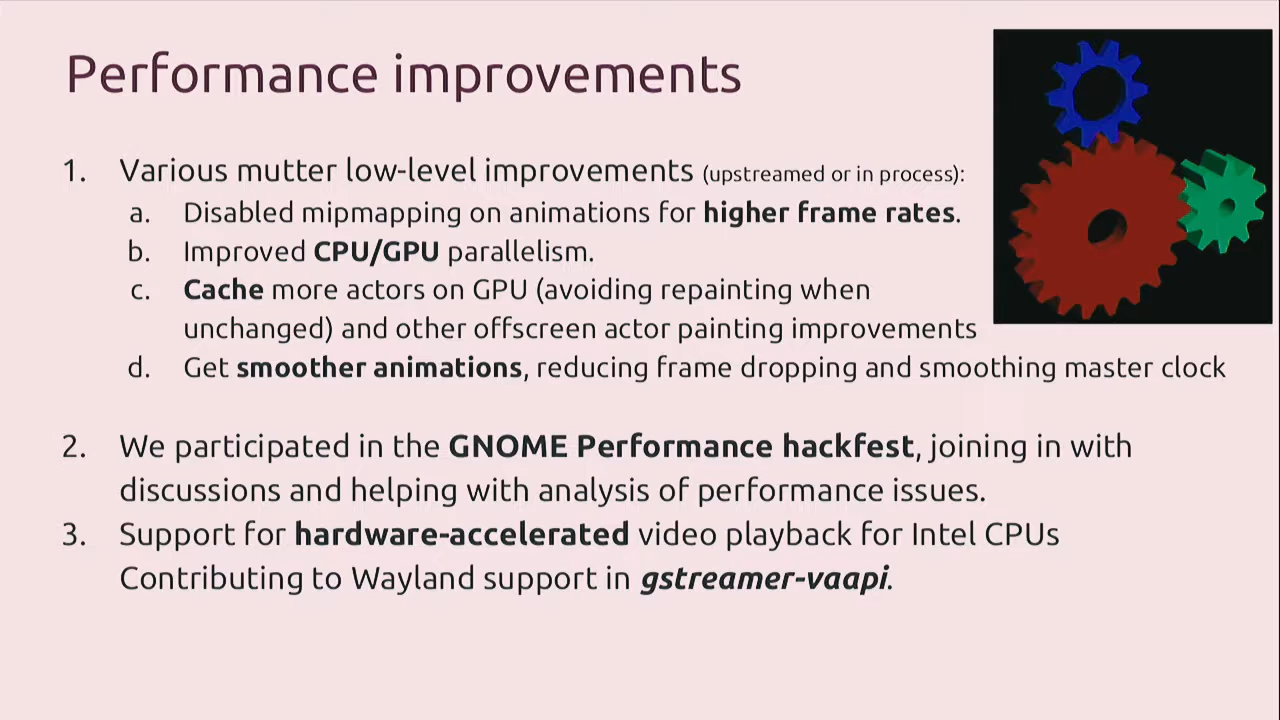 Performance improvements
1. Various mutter low-level improvements (upstreamed or in process):
a. Disabled mipmapping on animations for higher frame rates.
b. Improved CPU/GPU parallelism.
c. Cache more actors on GPU (avoiding repainting when
unchanged) and other offscreen actor painting improvements
d. Get smoother animations, reducing frame dropping and smoothing master clock
2. We participated in the GNOME Performance hackfest, joining in with
discussions and helping with analysis of performance issues.
3. Support for hardware-accelerated video playback for Intel CPUs
Contributing to Wayland support in gstreamer-vaapi.